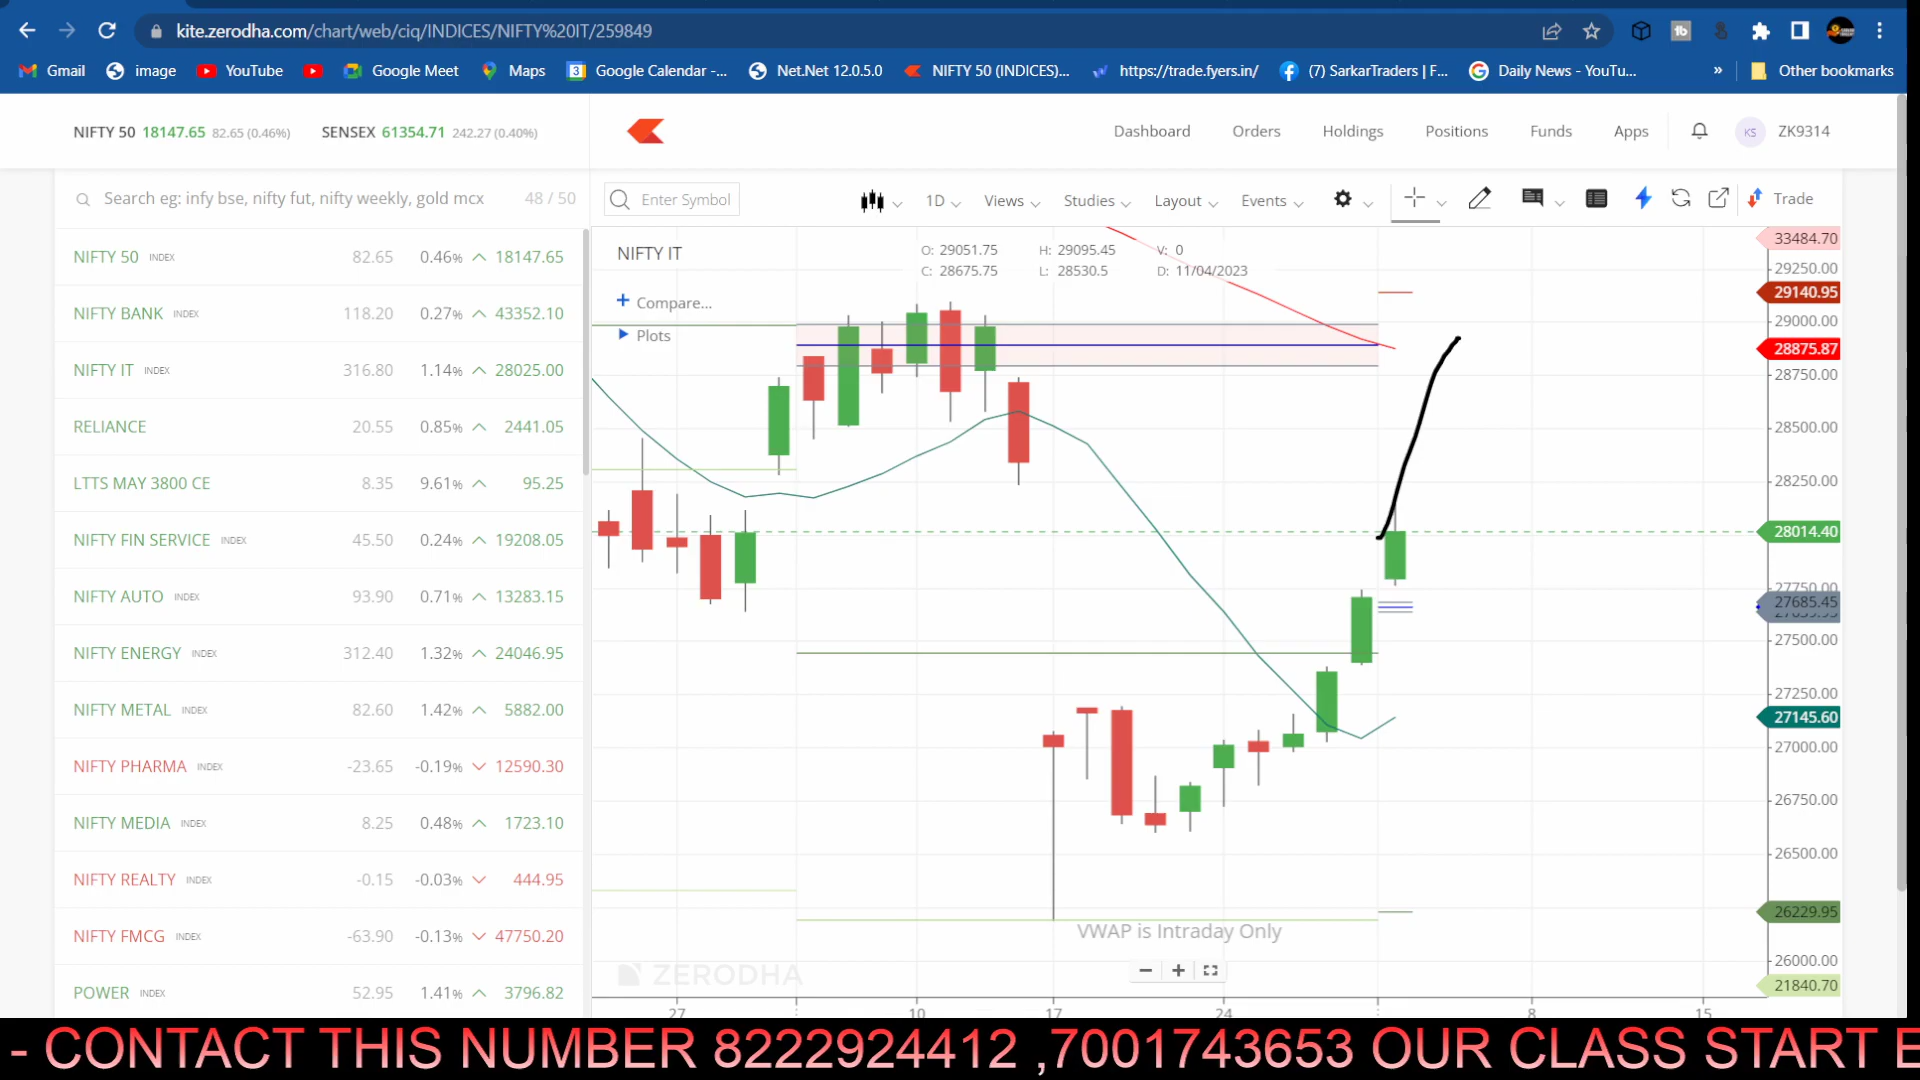 kite.zerodha.com/chart/web/ciq/INDICES/NIFTY%20IT/259849
Gmail image YouTube Google Meet Maps Google Calendar -... Net.Net 12.0.5.0 NIFTY 50 (INDICES)... https://trade.fyers.in/ (7) SarkarTraders | F... Daily News - YouTu... » Other bookmarks
NIFTY 50 18147.65 82.65 (0.46%) SENSEX 61354.71 242.27 (0.40%)
Dashboard Orders Holdings Positions Funds Apps KS ZK9314
Search eg: infy bse, nifty fut, nifty weekly, gold mcx 48 / 50
Enter Symbol 1D Views Studies Layout Events Trade
NIFTY 50 INDEX 82.65 0.46% 18147.65
NIFTY BANK INDEX 118.20 0.27% 43352.10
NIFTY IT INDEX 316.80 1.14% 28025.00
RELIANCE 20.55 0.85% 2441.05
LTTS MAY 3800 CE 8.35 9.61% 95.25
NIFTY FIN SERVICE INDEX 45.50 0.24% 19208.05
NIFTY AUTO INDEX 93.90 0.71% 13283.15
NIFTY ENERGY INDEX 312.40 1.32% 24046.95
NIFTY METAL INDEX 82.60 1.42% 5882.00
NIFTY PHARMA INDEX -23.65 -0.19% 12590.30
NIFTY MEDIA INDEX 8.25 0.48% 1723.10
NIFTY REALTY INDEX -0.15 -0.03% 444.95
NIFTY FMCG INDEX -63.90 -0.13% 47750.20
POWER INDEX 52.95 1.41% 3796.82
NIFTY IT
O: 29051.75 H: 29095.45 V: 0
C: 28675.75 L: 28530.5 D: 11/04/2023
Compare...
Plots
33484.70
29250.00
29140.95
29000.00
28875.87
28750.00
28500.00
28250.00
28014.40
27750.00
27685.45
27500.00
27250.00
27145.60
27000.00
26750.00
26500.00
26229.95
26000.00
21840.70
VWAP is Intraday Only
ZERODHA
27 10 17 24 8 15
- CONTACT THIS NUMBER 8222924412 ,7001743653 OUR CLASS START E